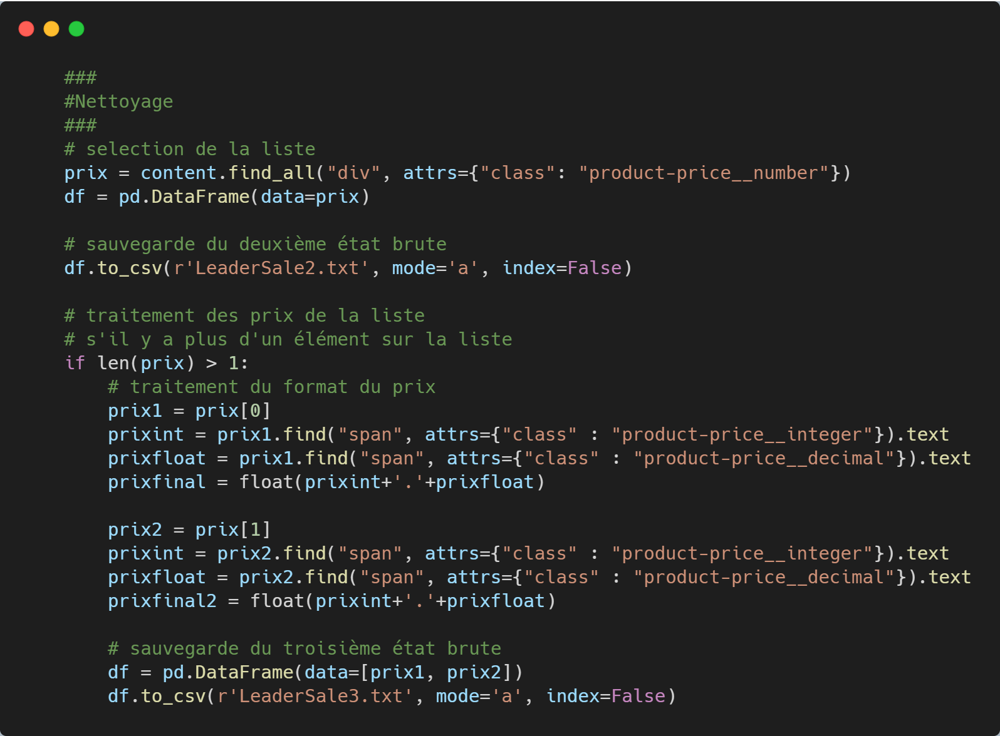 ###
#Nettoyage
###
# selection de la liste
prix = content.find_all("div", attrs={"class": "product-price__number"})
df = pd.DataFrame(data=prix)

# sauvegarde du deuxième état brute
df.to_csv(r'LeaderSale2.txt', mode='a', index=False)

# traitement des prix de la liste
# s'il y a plus d'un élément sur la liste
if len(prix) > 1:
    # traitement du format du prix
    prix1 = prix[0]
    prixint = prix1.find("span", attrs={"class" : "product-price__integer"}).text
    prixfloat = prix1.find("span", attrs={"class" : "product-price__decimal"}).text
    prixfinal = float(prixint+'.'+prixfloat)

    prix2 = prix[1]
    prixint = prix2.find("span", attrs={"class" : "product-price__integer"}).text
    prixfloat = prix2.find("span", attrs={"class" : "product-price__decimal"}).text
    prixfinal2 = float(prixint+'.'+prixfloat)

    # sauvegarde du troisième état brute
    df = pd.DataFrame(data=[prix1, prix2])
    df.to_csv(r'LeaderSale3.txt', mode='a', index=False)